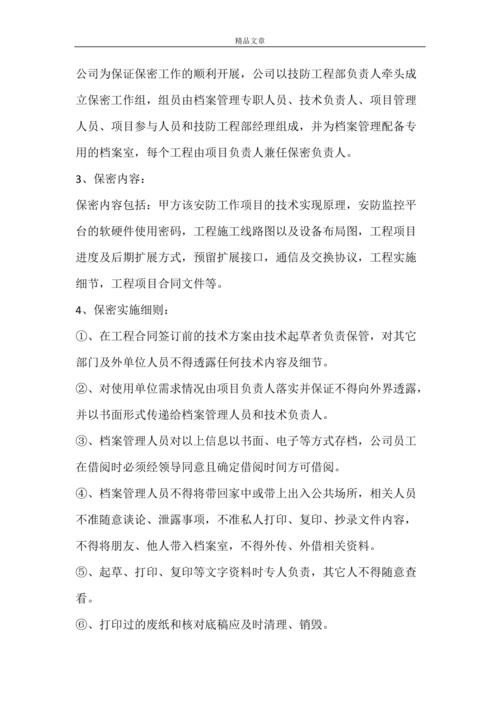 精品文章
公司为保证保密工作的顺利开展，公司以技防工程部负责人牵头成
立保密工作组，组员由档案管理专职人员、技术负责人、项目管理
人员、项目参与人员和技防工程部经理组成，并为档案管理配备专
用的档案室，每个工程由项目负责人兼任保密负责人。
3、保密内容：
保密内容包括：甲方该安防工作项目的技术实现原理，安防监控平
台的软硬件使用密码，工程施工线路图以及设备布局图，工程项目
进度及后期扩展方式，预留扩展接口，通信及交换协议，工程实施
细节，工程项目合同文件等。
4、保密实施细则：
①、在工程合同签订前的技术方案由技术起草者负责保管，对其它
部门及外单位人员不得透露任何技术内容及细节。
②、对使用单位需求情况由项目负责人落实并保证不得向外界透露，
并以书面形式传递给档案管理人员和技术负责人。
③、档案管理人员对以上信息以书面、电子等方式存档，公司员工
在借阅时必须经领导同意且确定借阅时间方可借阅。
④、档案管理人员不得将带回家中或带上出入公共场所，相关人员
不准随意谈论、泄露事项，不准私人打印、复印、抄录文件内容，
不得将朋友、他人带入档案室，不得外传、外借相关资料。
⑤、起草、打印、复印等文字资料时专人负责，其它人不得随意查
看。
⑥、打印过的废纸和核对底稿应及时清理、销毁。